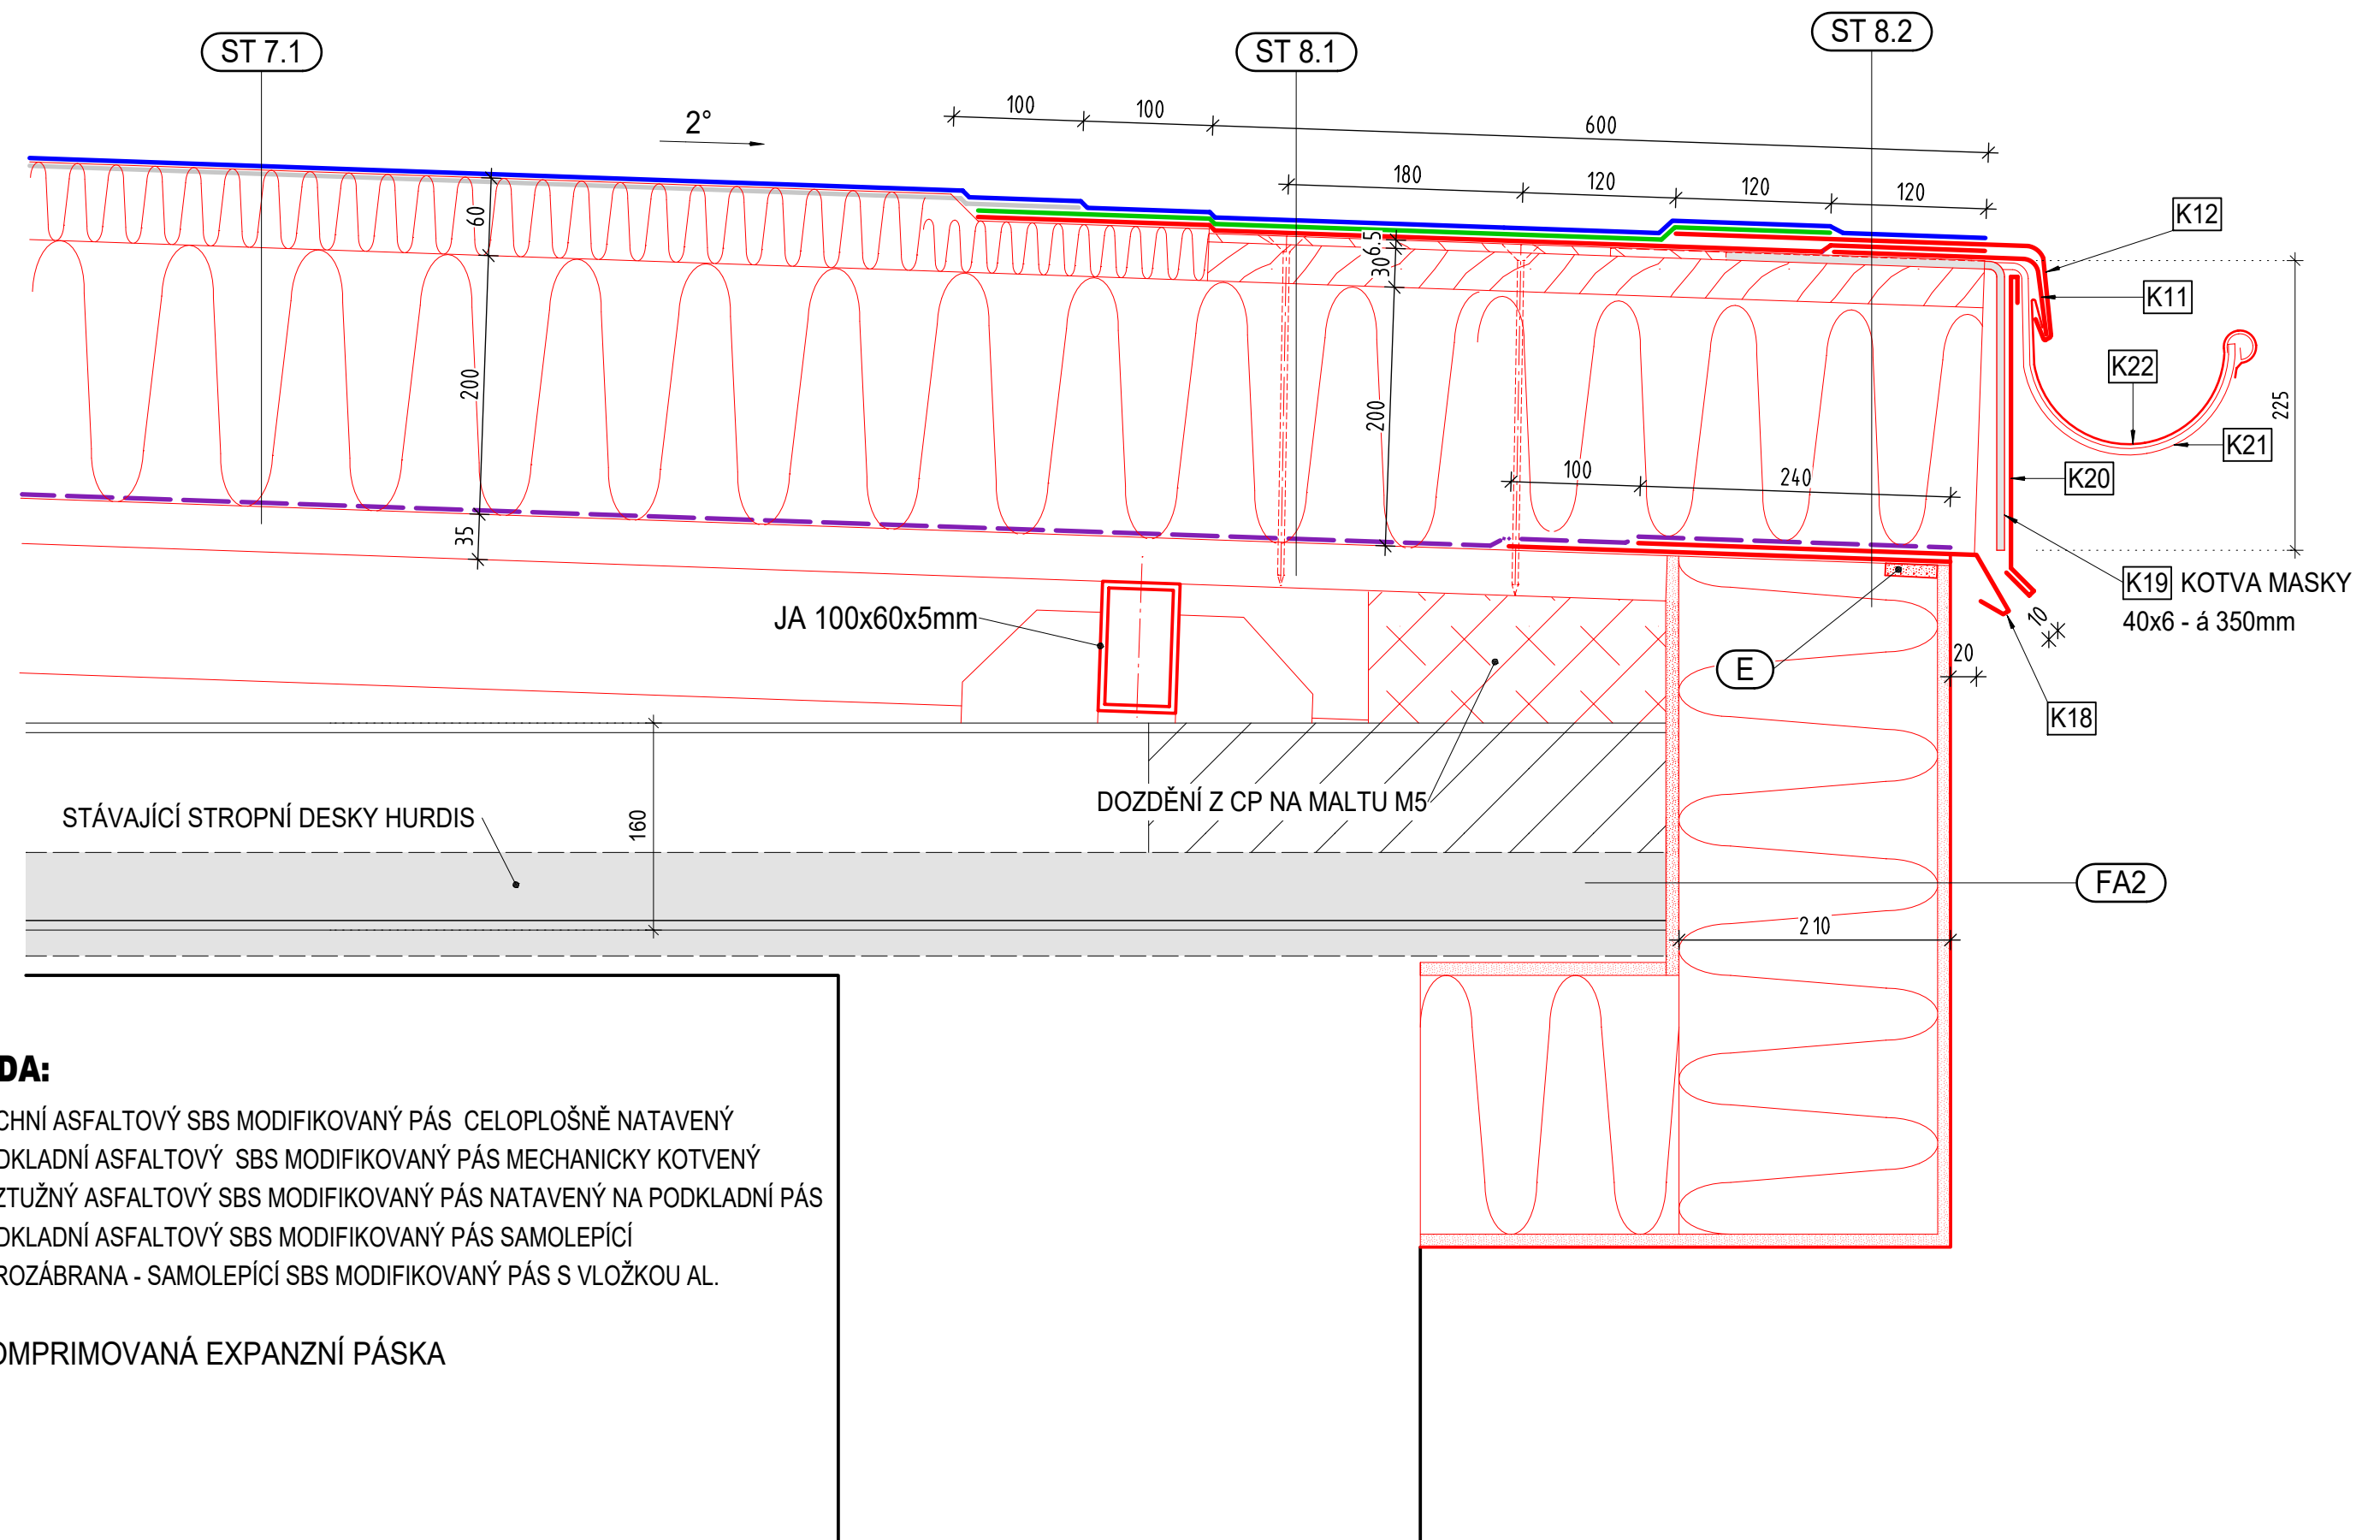 ST 7.1
ST 8.1
ST 8.2
2°
100
100
600
180
120
120
120
K12
K11
K22
K21
K20
225
60
6.5
30
200
200
100
240
35
K19 KOTVA MASKY
40x6 - á 350mm
10
20
K18
JA 100x60x5mm
E
STÁVAJÍCÍ STROPNÍ DESKY HURDIS
160
DOZDĚNÍ Z CP NA MALTU M5
FA2
210
DA:
CHNÍ ASFALTOVÝ SBS MODIFIKOVANÝ PÁS CELOPLOŠNĚ NATAVENÝ
DKLADNÍ ASFALTOVÝ SBS MODIFIKOVANÝ PÁS MECHANICKY KOTVENÝ
ZTUŽNÝ ASFALTOVÝ SBS MODIFIKOVANÝ PÁS NATAVENÝ NA PODKLADNÍ PÁS
DKLADNÍ ASFALTOVÝ SBS MODIFIKOVANÝ PÁS SAMOLEPÍCÍ
ROZÁBRANA - SAMOLEPÍCÍ SBS MODIFIKOVANÝ PÁS S VLOŽKOU AL.
OMPRIMOVANÁ EXPANZNÍ PÁSKA